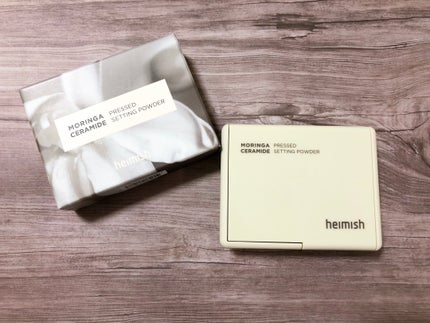 MORINGA PRESSED
CERAMIDE SETTING POWDER
heimish
MORINGA PRESSED
CERAMIDE SETTING POWDER
heimish